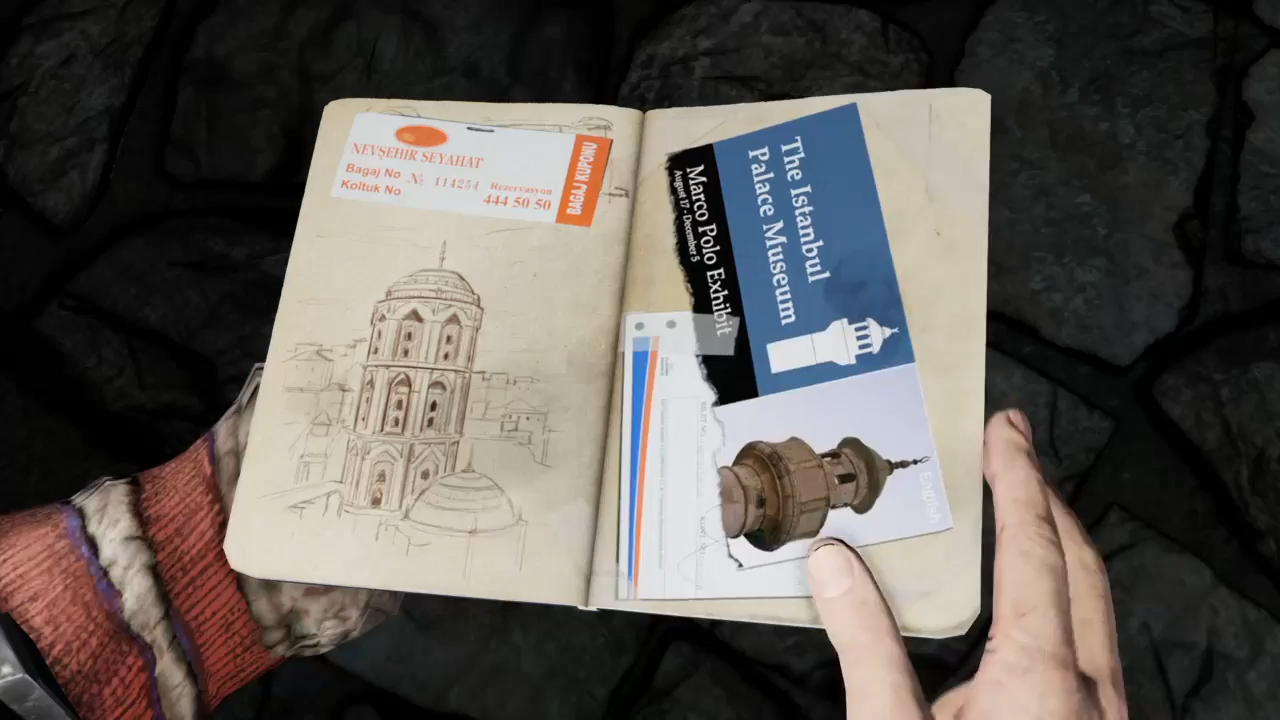 NEVŞEHİR SEYAHAT
Bagaj No № 114254
Koltuk No
Rezervasyon
444 50 50
BAGAJ KUPONU
The Istanbul
Palace Museum
Marco Polo Exhibit
August 17 - December 5
English